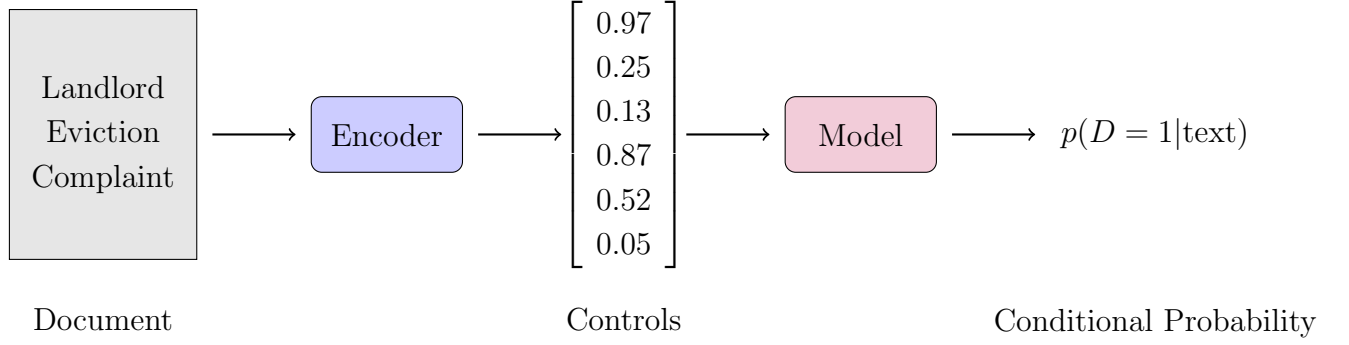 Landlord
Eviction
Complaint
Encoder
0.97
0.25
0.13
0.87
0.52
0.05
Model
p(D = 1|text)
Document
Controls
Conditional Probability